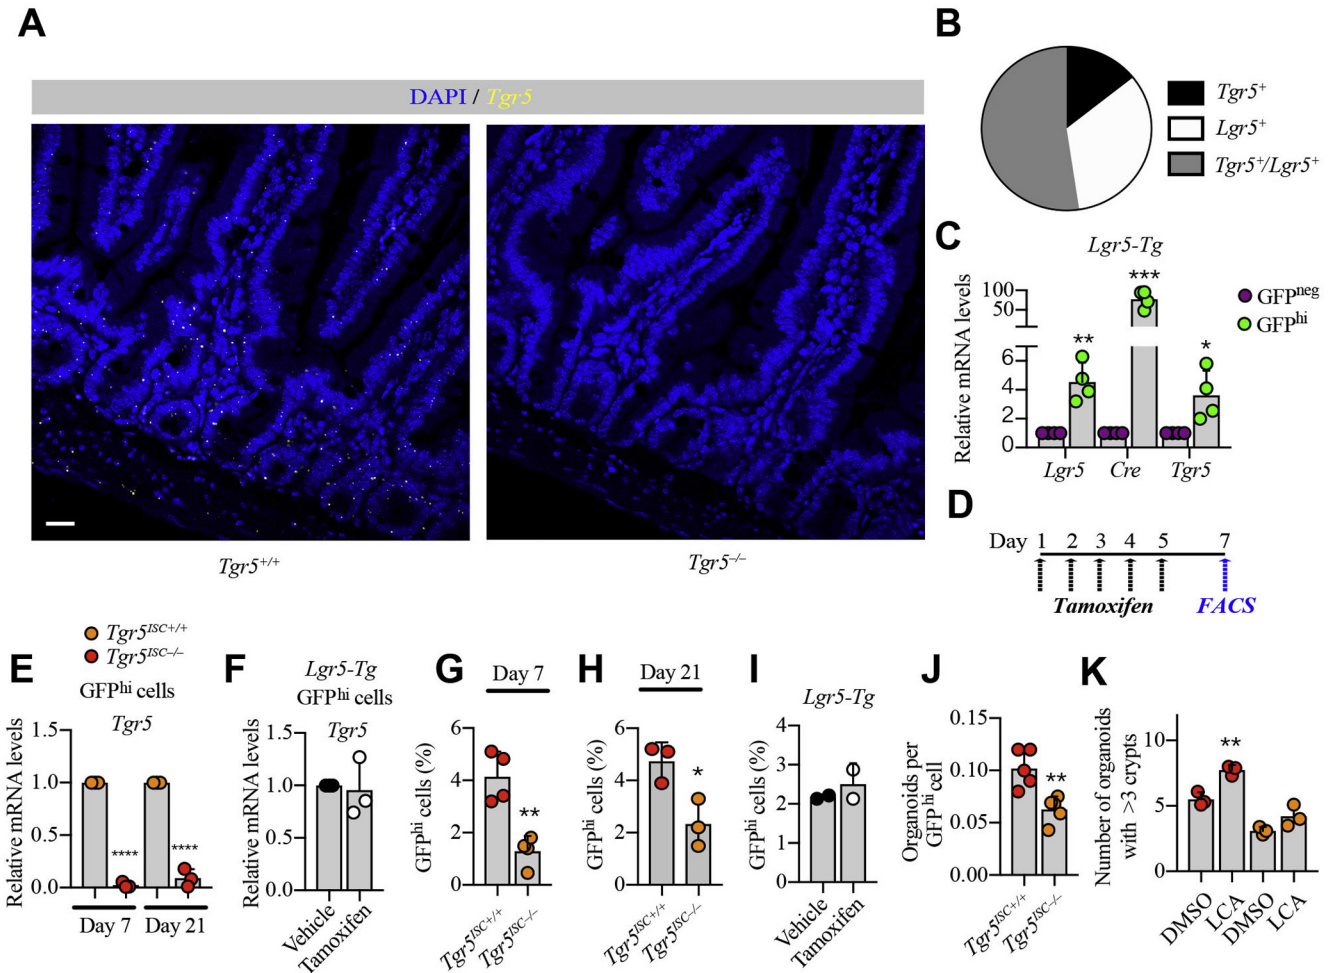 A
DAPI / Tgr5
Tgr5+/+
Tgr5–/–
B
Tgr5+
Lgr5+
Tgr5+/Lgr5+
C
Lgr5-Tg
Relative mRNA levels
100
50
6
4
2
0
***
**
*
GFPneg
GFPhi
Lgr5 Cre Tgr5
D
Day 1 2 3 4 5 7
Tamoxifen FACS
Tgr5ISC+/+
Tgr5ISC–/–
E
GFPhi cells
Tgr5
Relative mRNA levels
1.5
1.0
0.5
0.0
**** ****
Day 7 Day 21
F
Lgr5-Tg
GFPhi cells
Tgr5
Relative mRNA levels
1.5
1.0
0.5
0.0
Vehicle
Tamoxifen
G
Day 7
GFPhi cells (%)
6
4
2
0
**
Tgr5ISC+/+
Tgr5ISC–/–
H
Day 21
GFPhi cells (%)
6
4
2
0
*
Tgr5ISC+/+
Tgr5ISC–/–
I
Lgr5-Tg
GFPhi cells (%)
4
3
2
1
0
Vehicle
Tamoxifen
J
Organoids per
GFPhi cell
0.15
0.10
0.05
0.00
**
Tgr5ISC+/+
Tgr5ISC–/–
K
Number of organoids
with >3 crypts
10
5
0
**
DMSO
LCA
DMSO
LCA